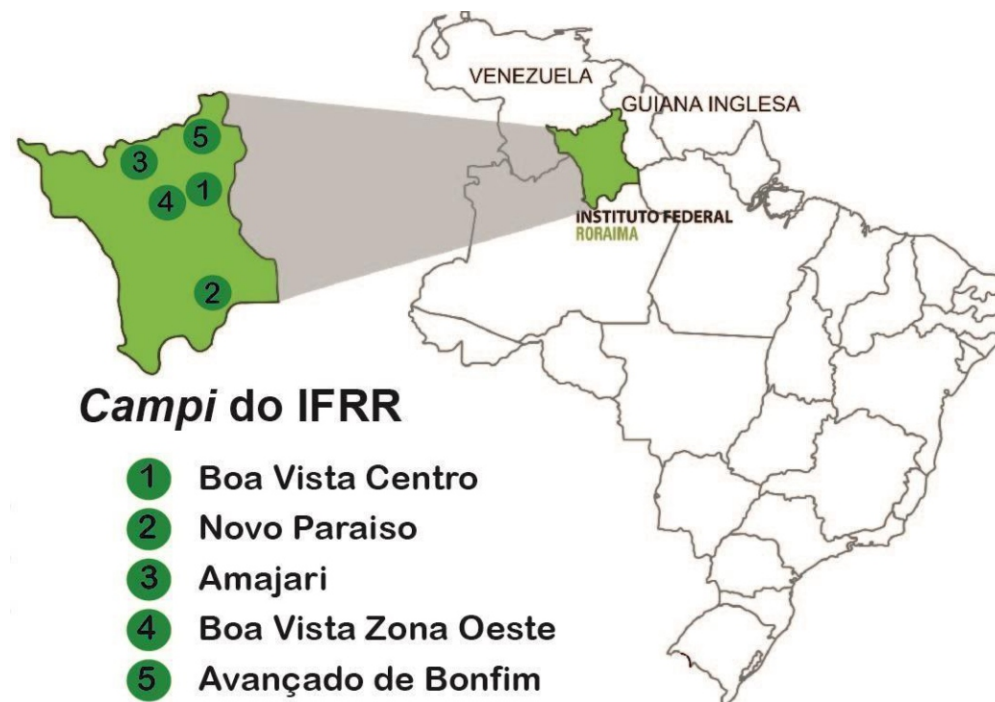 VENEZUELA
GUIANA INGLESA
INSTITUTO FEDERAL
RORAIMA
5
3
1
4
2
Campi do IFRR
1 Boa Vista Centro
2 Novo Paraiso
3 Amajari
4 Boa Vista Zona Oeste
5 Avançado de Bonfim